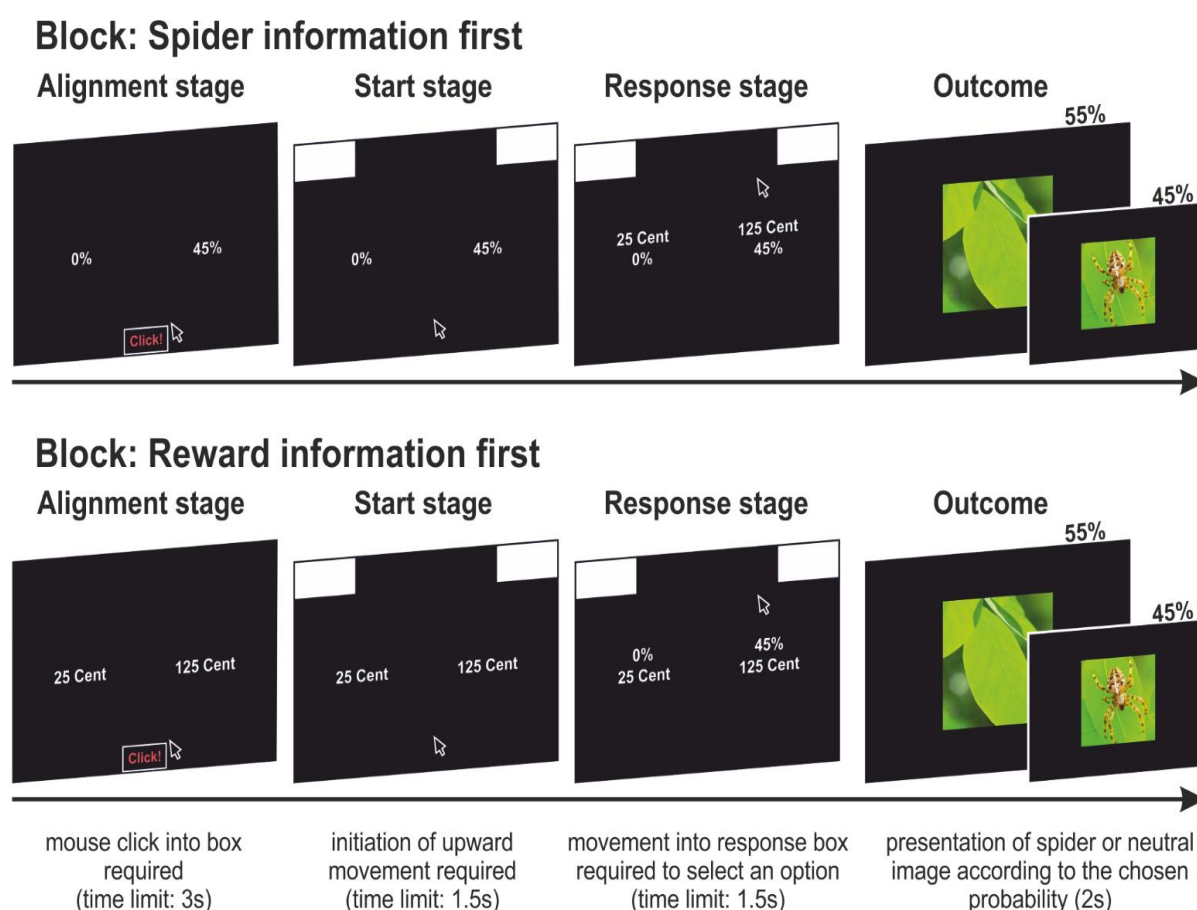 Block: Spider information first
Alignment stage
Start stage
Response stage
Outcome
0%
45%
Click!
0%
45%
25 Cent
0%
125 Cent
45%
55%
45%
Block: Reward information first
Alignment stage
Start stage
Response stage
Outcome
25 Cent
125 Cent
Click!
25 Cent
125 Cent
0%
25 Cent
45%
125 Cent
55%
45%
mouse click into box
required
(time limit: 3s)
initiation of upward
movement required
(time limit: 1.5s)
movement into response box
required to select an option
(time limit: 1.5s)
presentation of spider or neutral
image according to the chosen
probability (2s)